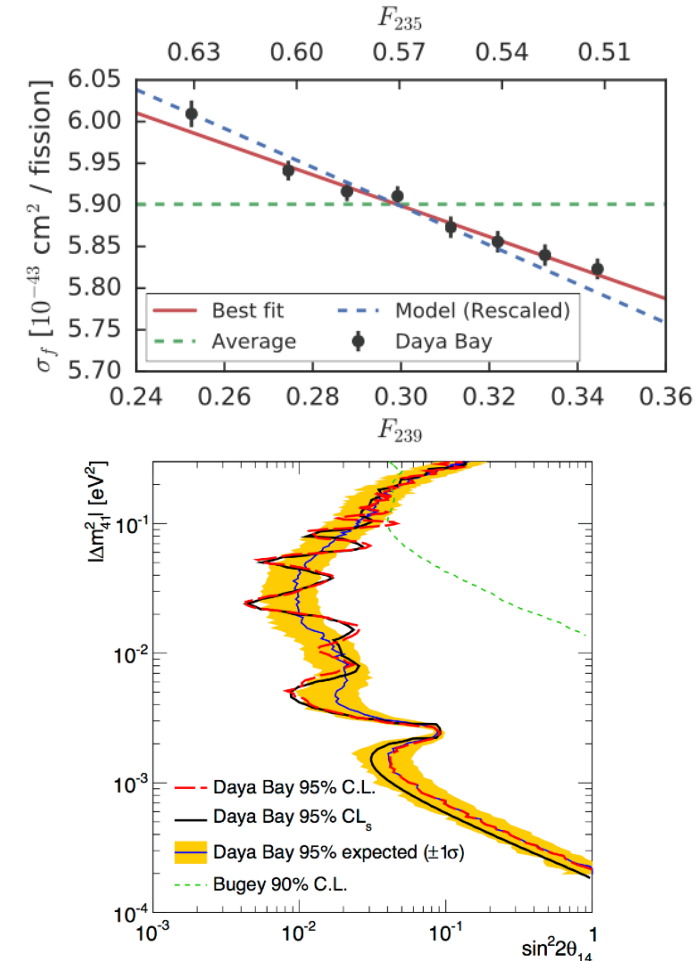 F₂₃₅
0.63 0.60 0.57 0.54 0.51
σ_f [10⁻⁴³ cm² / fission]
6.05
6.00
5.95
5.90
5.85
5.80
5.75
5.70
Best fit Model (Rescaled)
Average Daya Bay
0.24 0.26 0.28 0.30 0.32 0.34 0.36
F₂₃₉
|Δm²₄₁| [eV²]
10⁻¹
10⁻²
10⁻³
10⁻⁴
Daya Bay 95% C.L.
Daya Bay 95% CLₛ
Daya Bay 95% expected (±1σ)
Bugey 90% C.L.
10⁻³ 10⁻² 10⁻¹ 1
sin²2θ₁₄